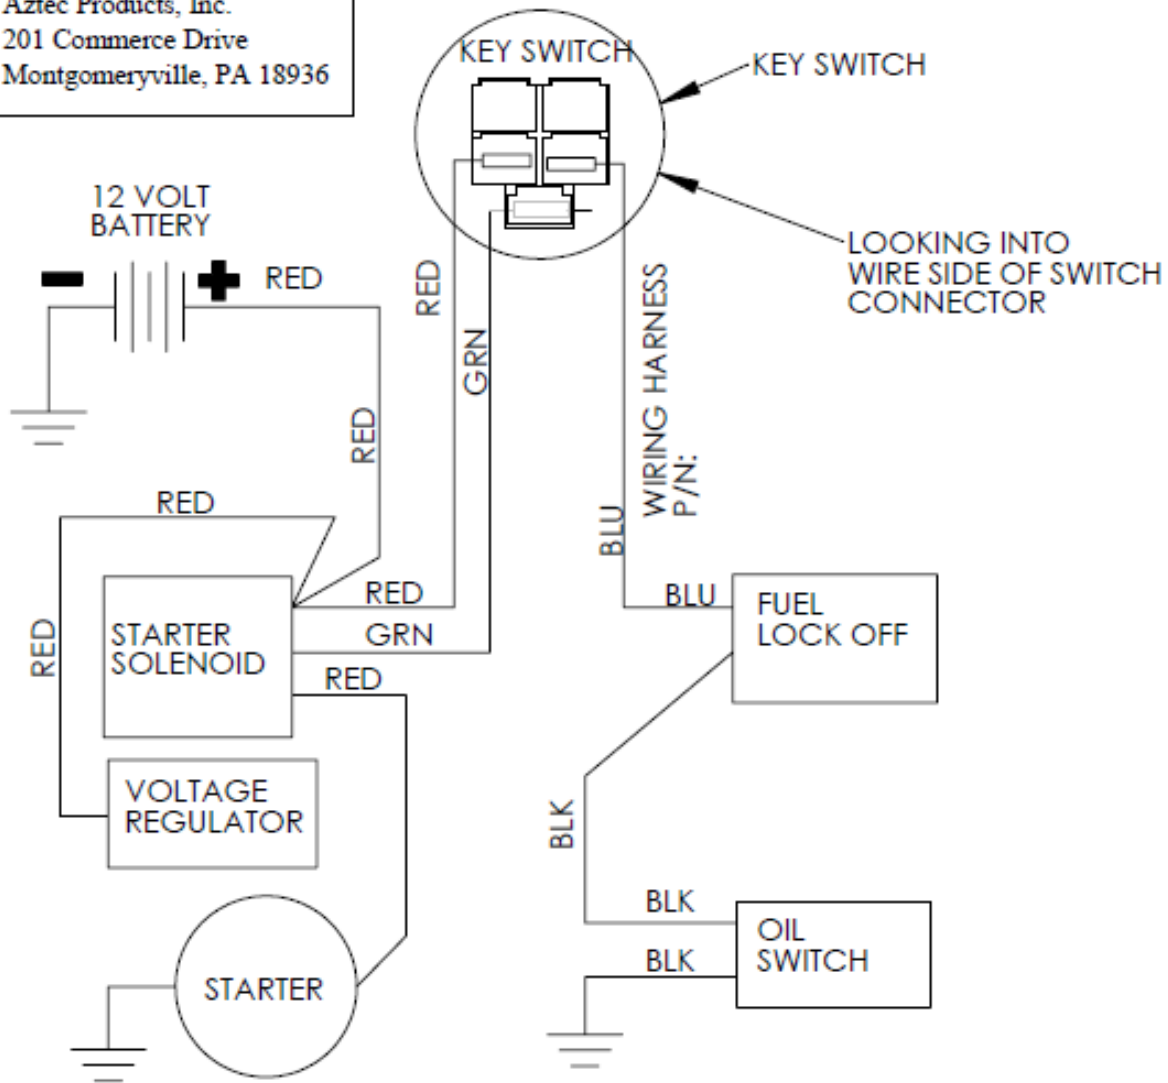 Aztec Products, Inc.
201 Commerce Drive
Montgomeryville, PA 18936
KEY SWITCH
KEY SWITCH
LOOKING INTO
WIRE SIDE OF SWITCH
CONNECTOR
12 VOLT
BATTERY
RED
RED
GRN
WIRING HARNESS
P/N:
RED
BLU
RED
RED
GRN
RED
RED
STARTER
SOLENOID
BLU
FUEL
LOCK OFF
VOLTAGE
REGULATOR
BLK
BLK
BLK
OIL
SWITCH
STARTER